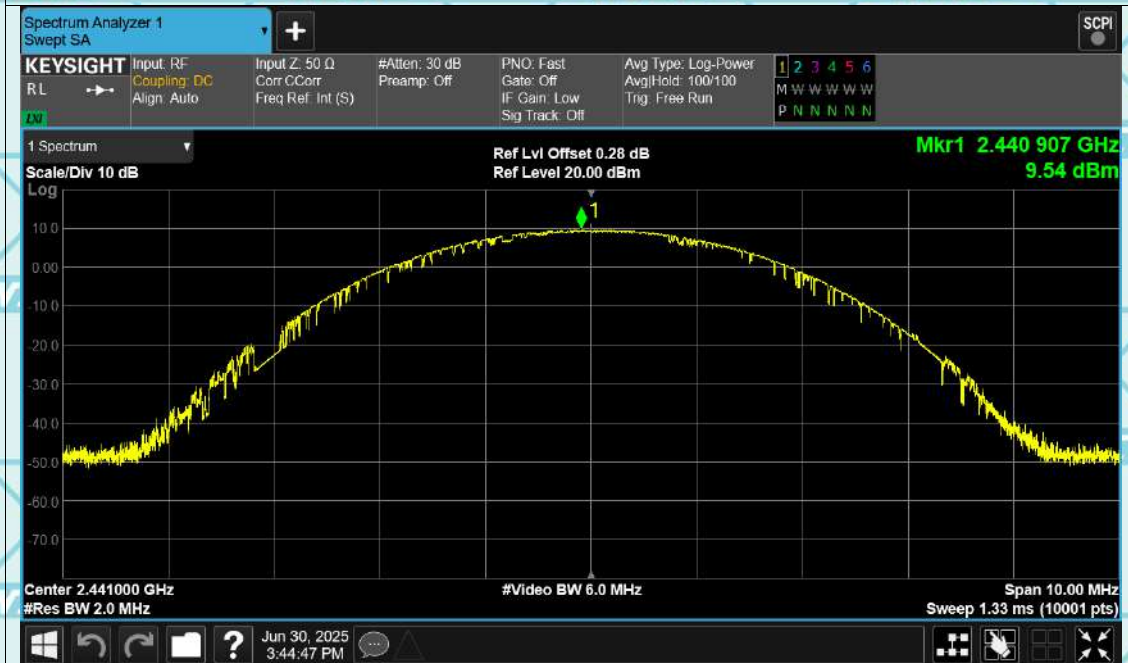 Spectrum Analyzer 1
Swept SA
+
SCPI
KEYSIGHT
RL
LXI
Input: RF
Coupling: DC
Align: Auto
Input Z: 50 Ω
Corr CCorr
Freq Ref: Int (S)
#Atten: 30 dB
Preamp: Off
PNO: Fast
Gate: Off
IF Gain: Low
Sig Track: Off
Avg Type: Log-Power
Avg|Hold: 100/100
Trig: Free Run
1 2 3 4 5 6
M W W W W W
P N N N N N
1 Spectrum
Scale/Div 10 dB
Log
Ref Lvl Offset 0.28 dB
Ref Level 20.00 dBm
Mkr1 2.440 907 GHz
9.54 dBm
1
10.0
0.00
-10.0
-20.0
-30.0
-40.0
-50.0
-60.0
-70.0
Center 2.441000 GHz
#Res BW 2.0 MHz
#Video BW 6.0 MHz
Span 10.00 MHz
Sweep 1.33 ms (10001 pts)
?
Jun 30, 2025
3:44:47 PM